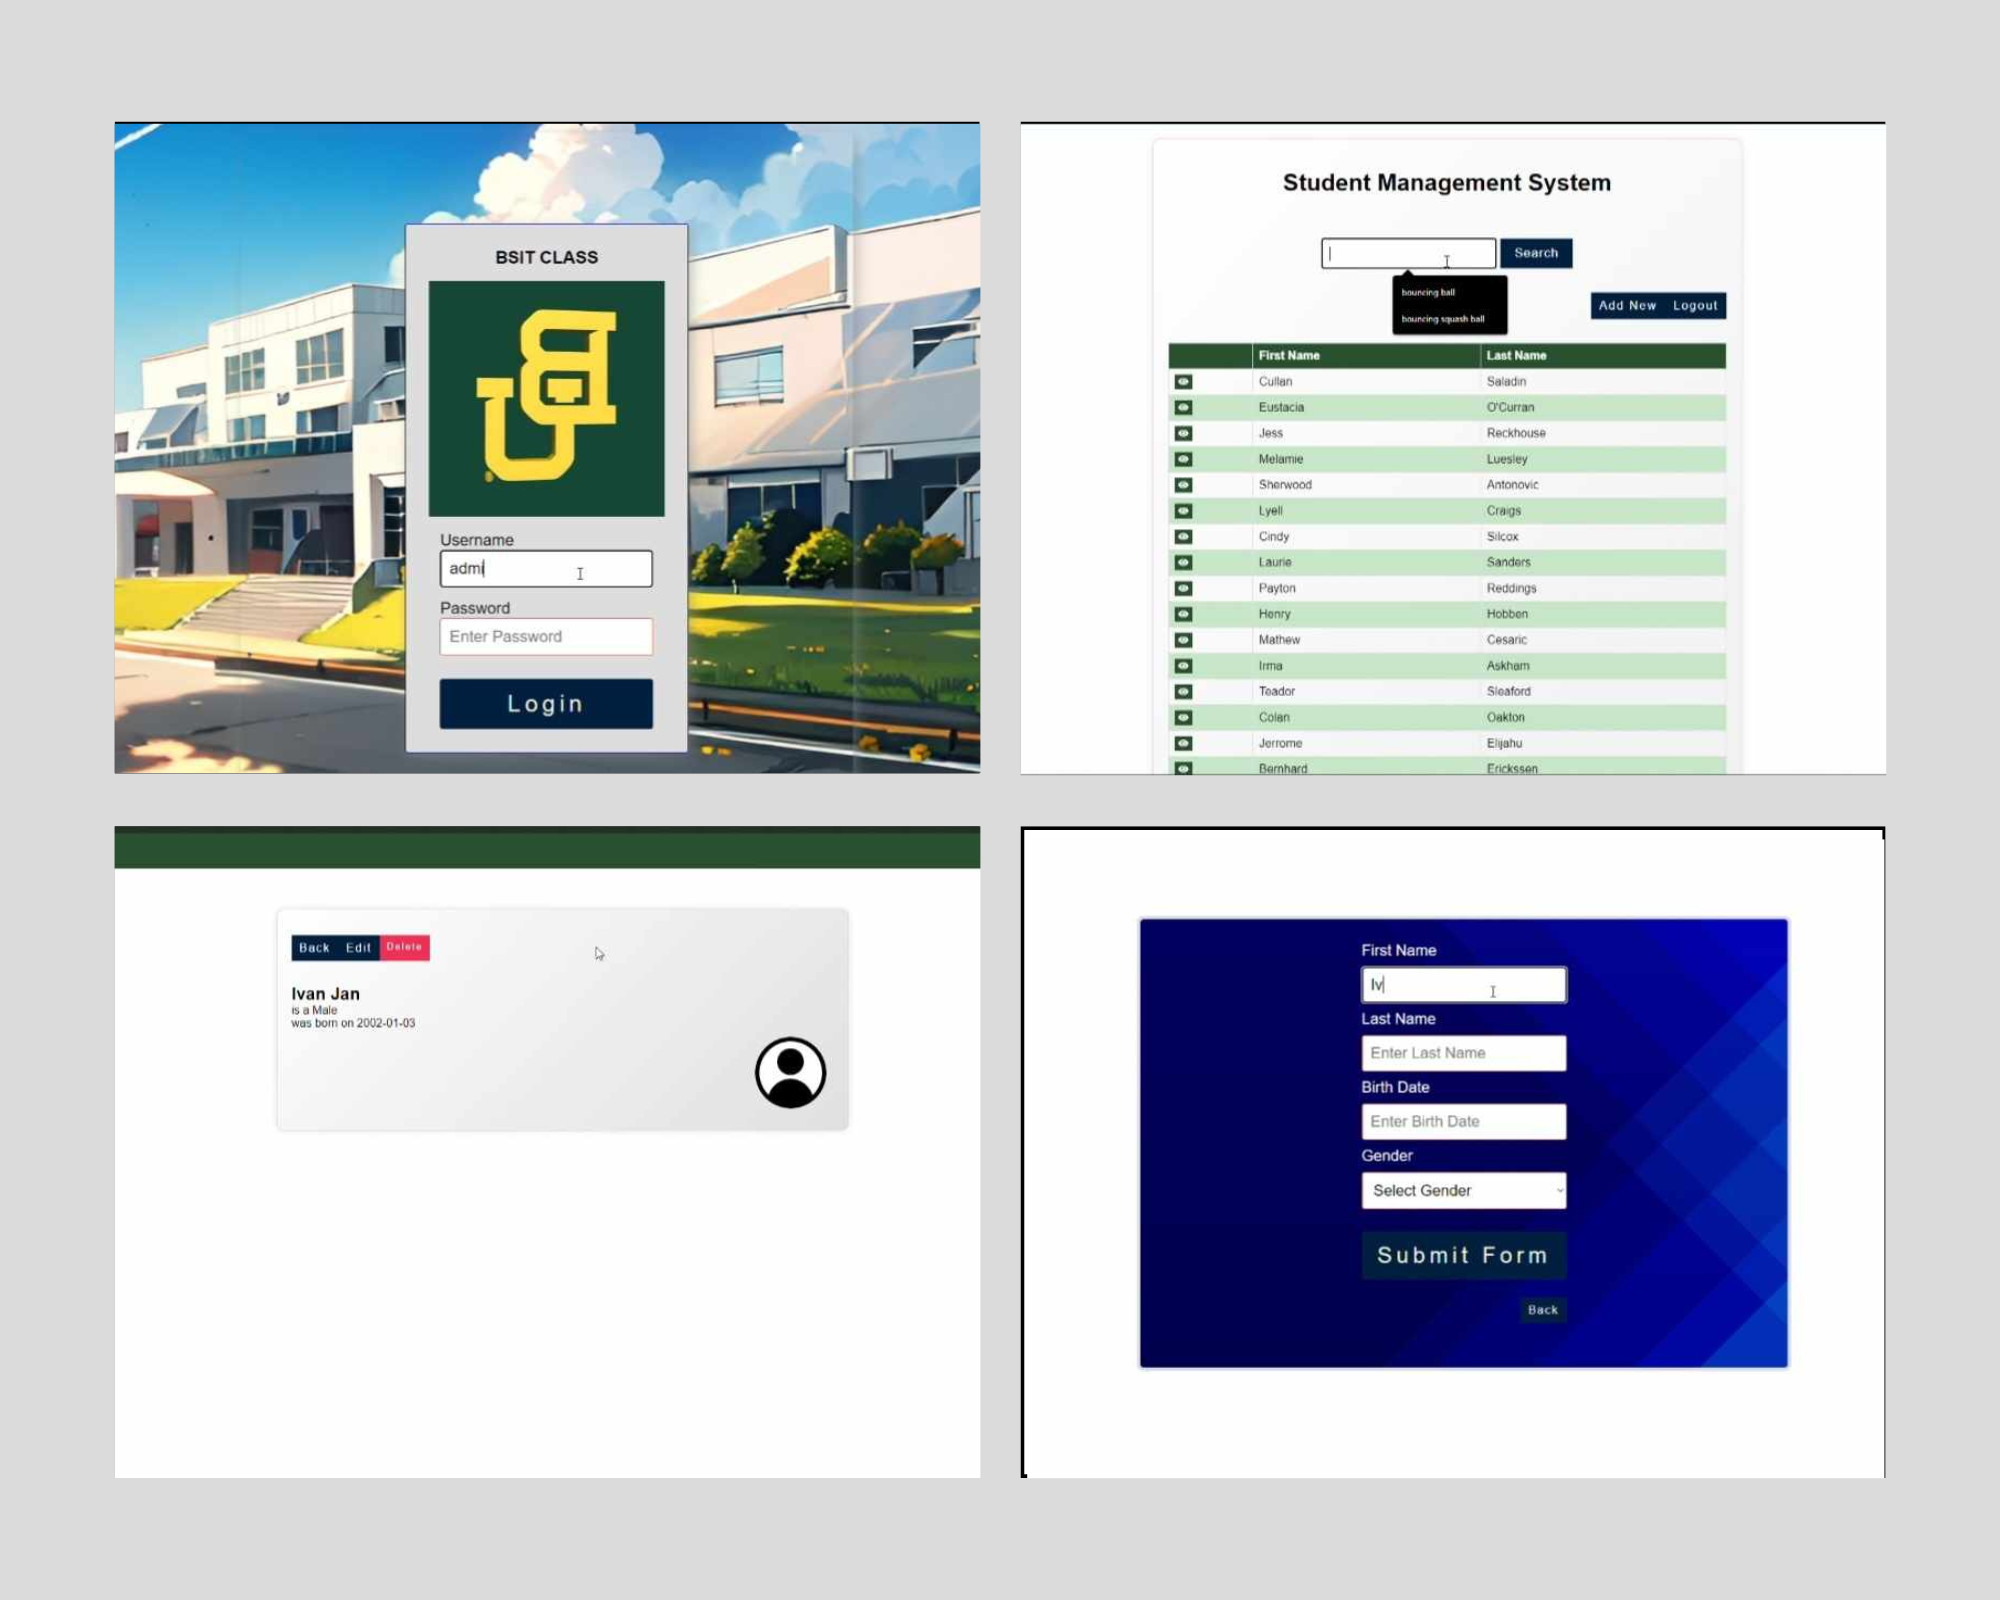 BSIT CLASS
Username
admi
Password
Enter Password
Login
Student Management System
Search
bouncing ball
bouncing squash ball
Add New Logout
First Name Last Name
Cullan Saladin
Eustacia O'Curran
Jess Reckhouse
Melamie Luesley
Sherwood Antonovic
Lyell Craigs
Cindy Silcox
Laurie Sanders
Payton Reddings
Henry Hobben
Mathew Cesaric
Irma Askham
Teador Sleaford
Colan Oakton
Jerrome Elijahu
Bernhard Erickssen
Back Edit Delete
Ivan Jan
is a Male
was born on 2002-01-03
First Name
Iv
Last Name
Enter Last Name
Birth Date
Enter Birth Date
Gender
Select Gender
Submit Form
Back